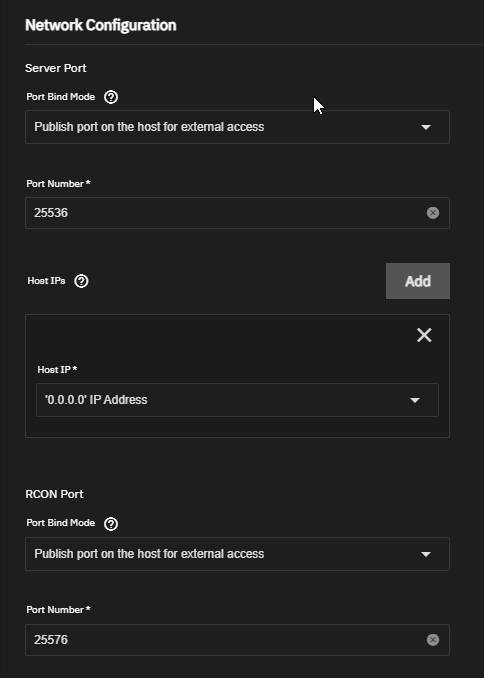 Network Configuration
Server Port
Port Bind Mode
Publish port on the host for external access
Port Number *
25536
Host IPs
Add
Host IP *
'0.0.0.0' IP Address
RCON Port
Port Bind Mode
Publish port on the host for external access
Port Number *
25576